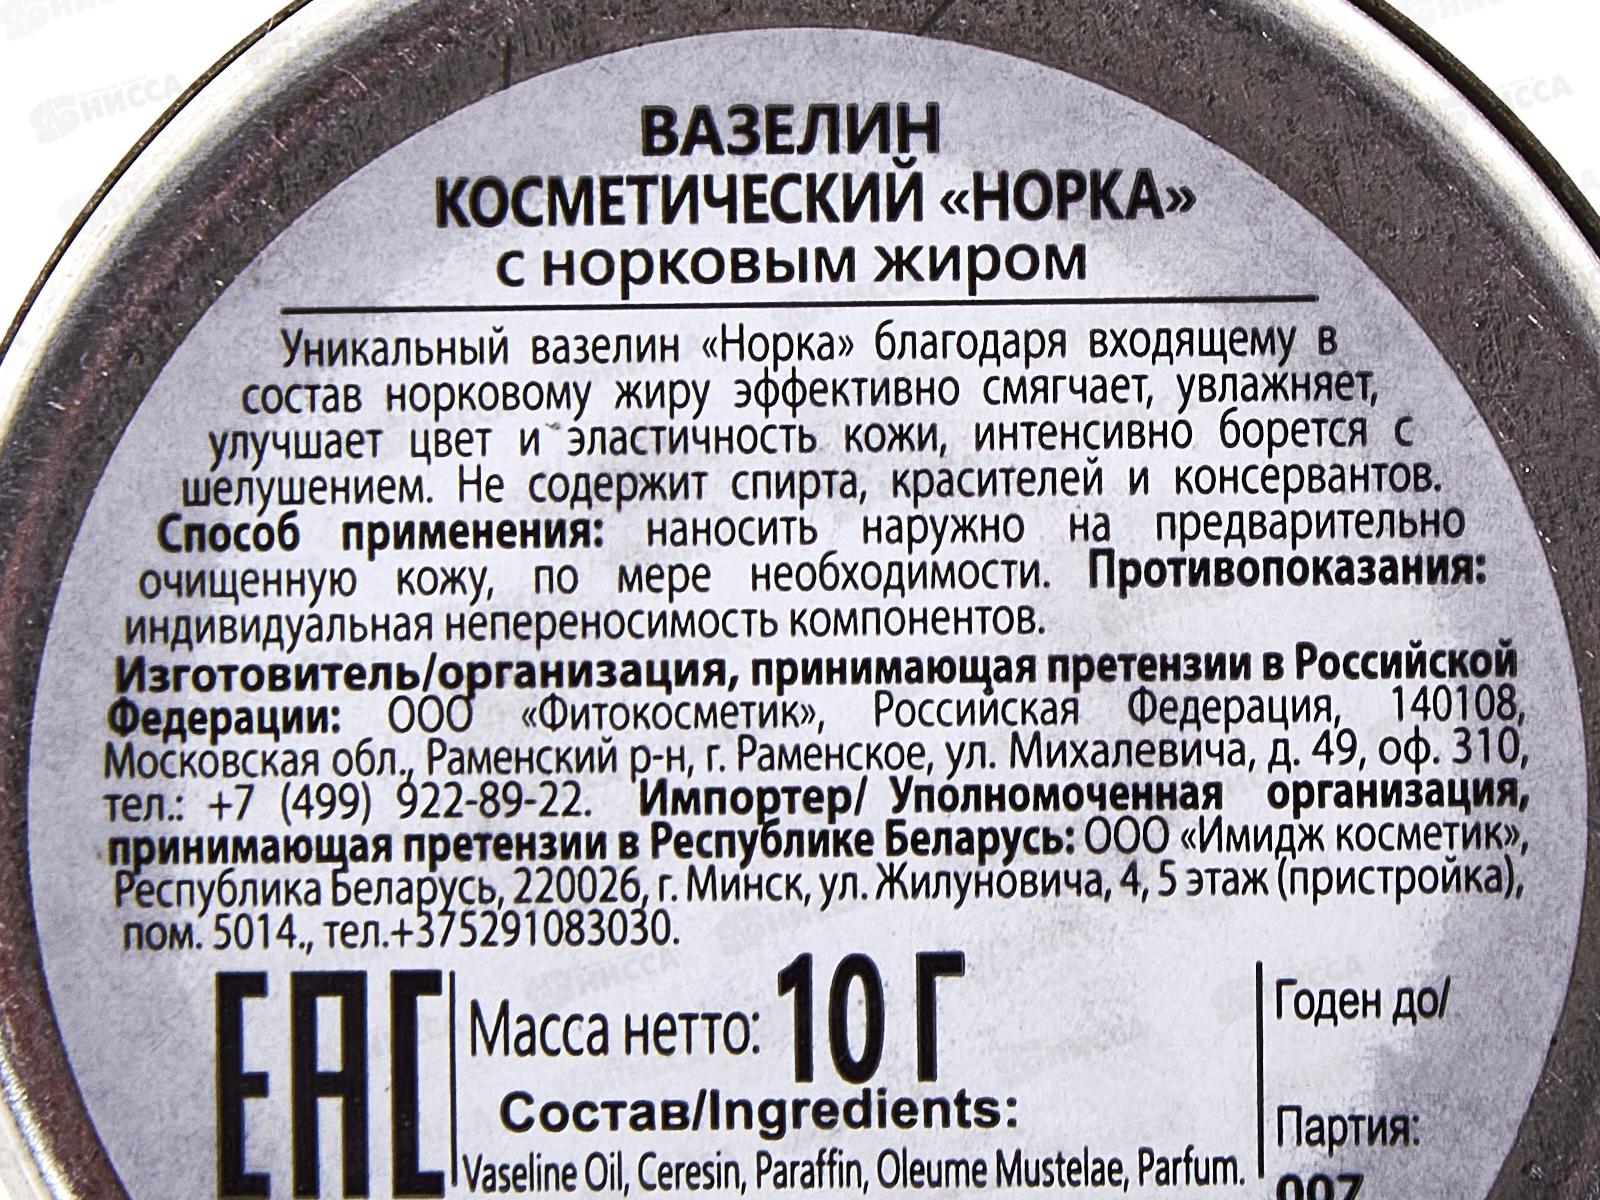 ВАЗЕЛИН
КОСМЕТИЧЕСКИЙ «НОРКА»
С НОРКОВЫМ ЖИРОМ
Уникальный вазелин «Норка» благодаря входящему в
состав норковому жиру эффективно смягчает, увлажняет,
улучшает цвет и эластичность кожи, интенсивно борется с
шелушением. Не содержит спирта, красителей и консервантов.
Способ применения: наносить наружно на предварительно
очищенную кожу, по мере необходимости. Противопоказания:
индивидуальная непереносимость компонентов.
Изготовитель/организация, принимающая претензии в Российской
Федерации: ООО «Фитокосметик», Российская Федерация, 140108,
Московская обл., Раменский р-н, г. Раменское, ул. Михалевича, д. 49, оф. 310,
тел.: +7 (499) 922-89-22. Импортер/ Уполномоченная организация,
принимающая претензии в Республике Беларусь: ООО «Имидж косметик»,
Республика Беларусь, 220026, г. Минск, ул. Жилуновича, 4, 5 этаж (пристройка),
пом. 5014., тел.+375291083030.
ЕАС
Масса нетто: 10 Г
Годен до/
Состав/Ingredients:
Партия:
Vaseline Oil, Ceresin, Paraffin, Oleume Mustelae, Parfum.
007
НИССА